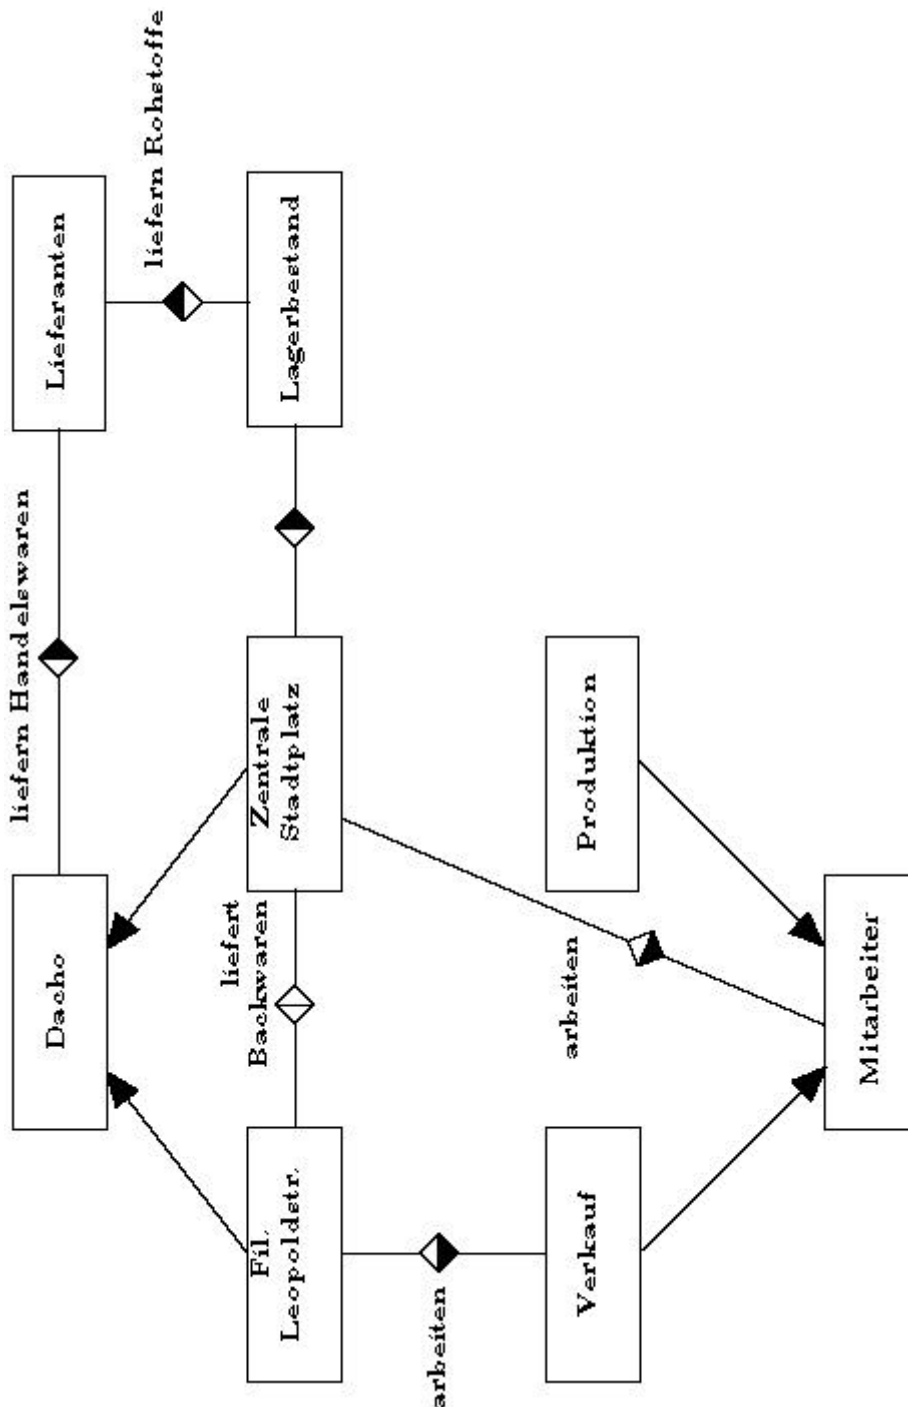 liefern Handelswaren
Dacho
Lieferanten
liefern Rohstoffe
Fil.
Leopoldstr.
liefert
Backwaren
Zentrale
Stadtplatz
Lagerbestand
arbeiten
arbeiten
Verkauf
Produktion
Mitarbeiter